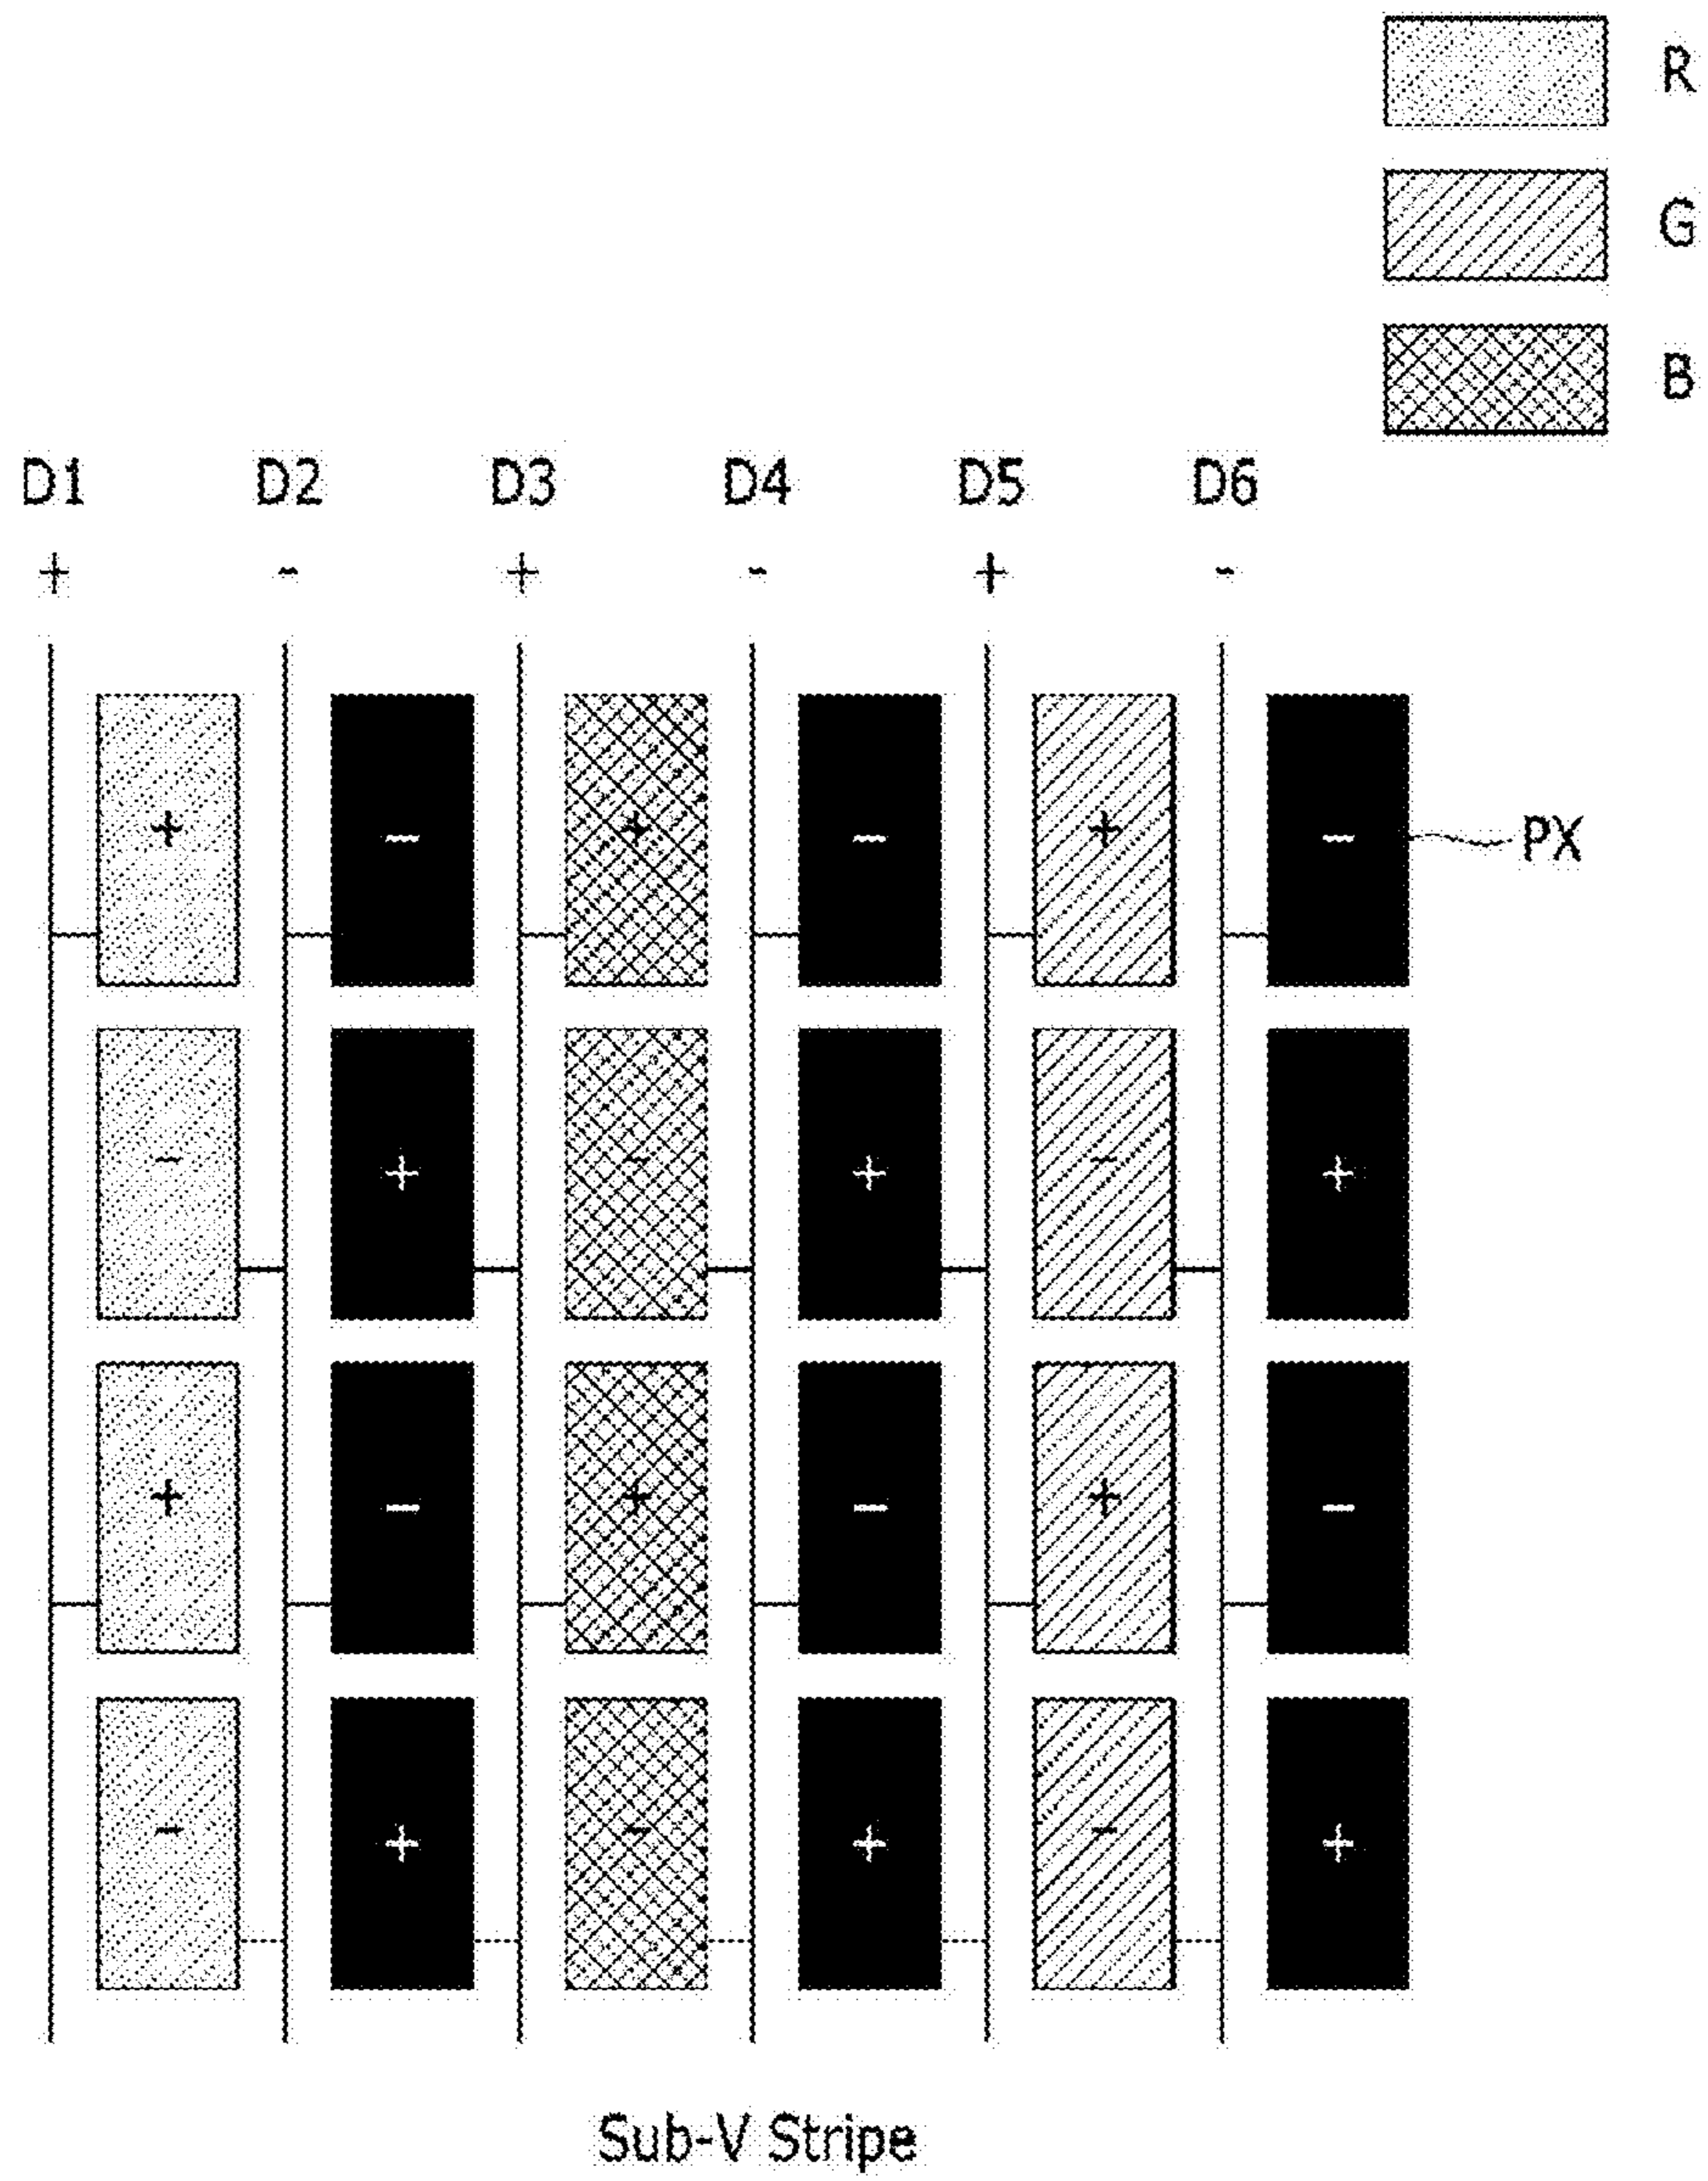 R
G
B
D1 D2 D3 D4 D5 D6
+ - + - + -
+ − + − + −
PX
− + − + − +
+ − + − + −
− + − + − +
Sub-V Stripe